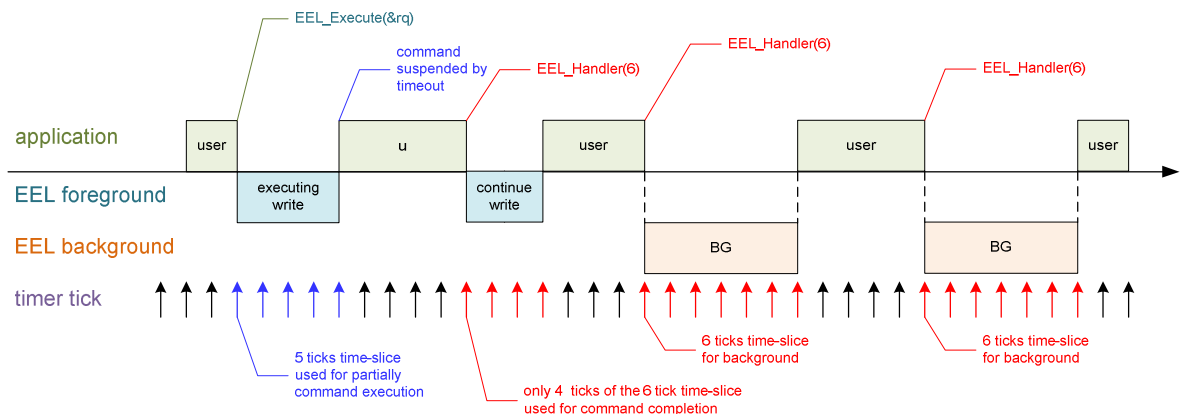 EEL_Execute(&rq)
command
suspended by
timeout
EEL_Handler(6)
EEL_Handler(6)
EEL_Handler(6)
application
user
u
user
user
user
EEL foreground
executing
write
continue
write
EEL background
BG
BG
timer tick
5 ticks time-slice
used for partially
command execution
only 4 ticks of the 6 tick time-slice
used for command completion
6 ticks time-slice
for background
6 ticks time-slice
for background